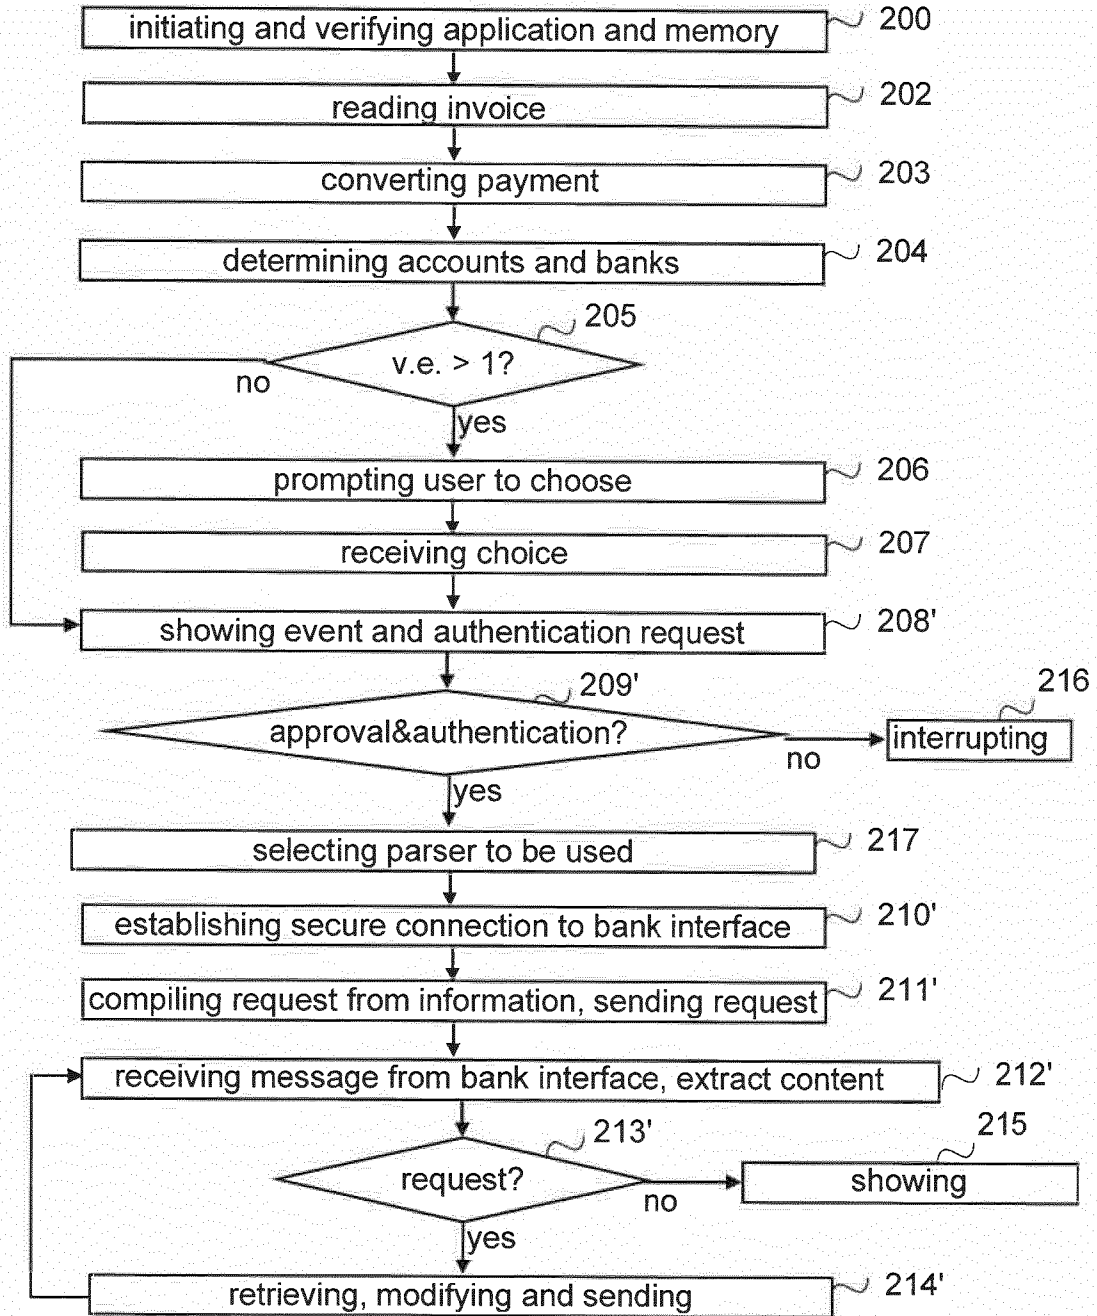 initiating and verifying application and memory 200
reading invoice 202
converting payment 203
determining accounts and banks 204
205
v.e. > 1?
no
yes
prompting user to choose 206
receiving choice 207
showing event and authentication request 208'
209'
216
approval&authentication?
interrupting
no
yes
selecting parser to be used 217
establishing secure connection to bank interface 210'
compiling request from information, sending request 211'
receiving message from bank interface, extract content 212'
213'
215
request?
showing
no
yes
retrieving, modifying and sending 214'